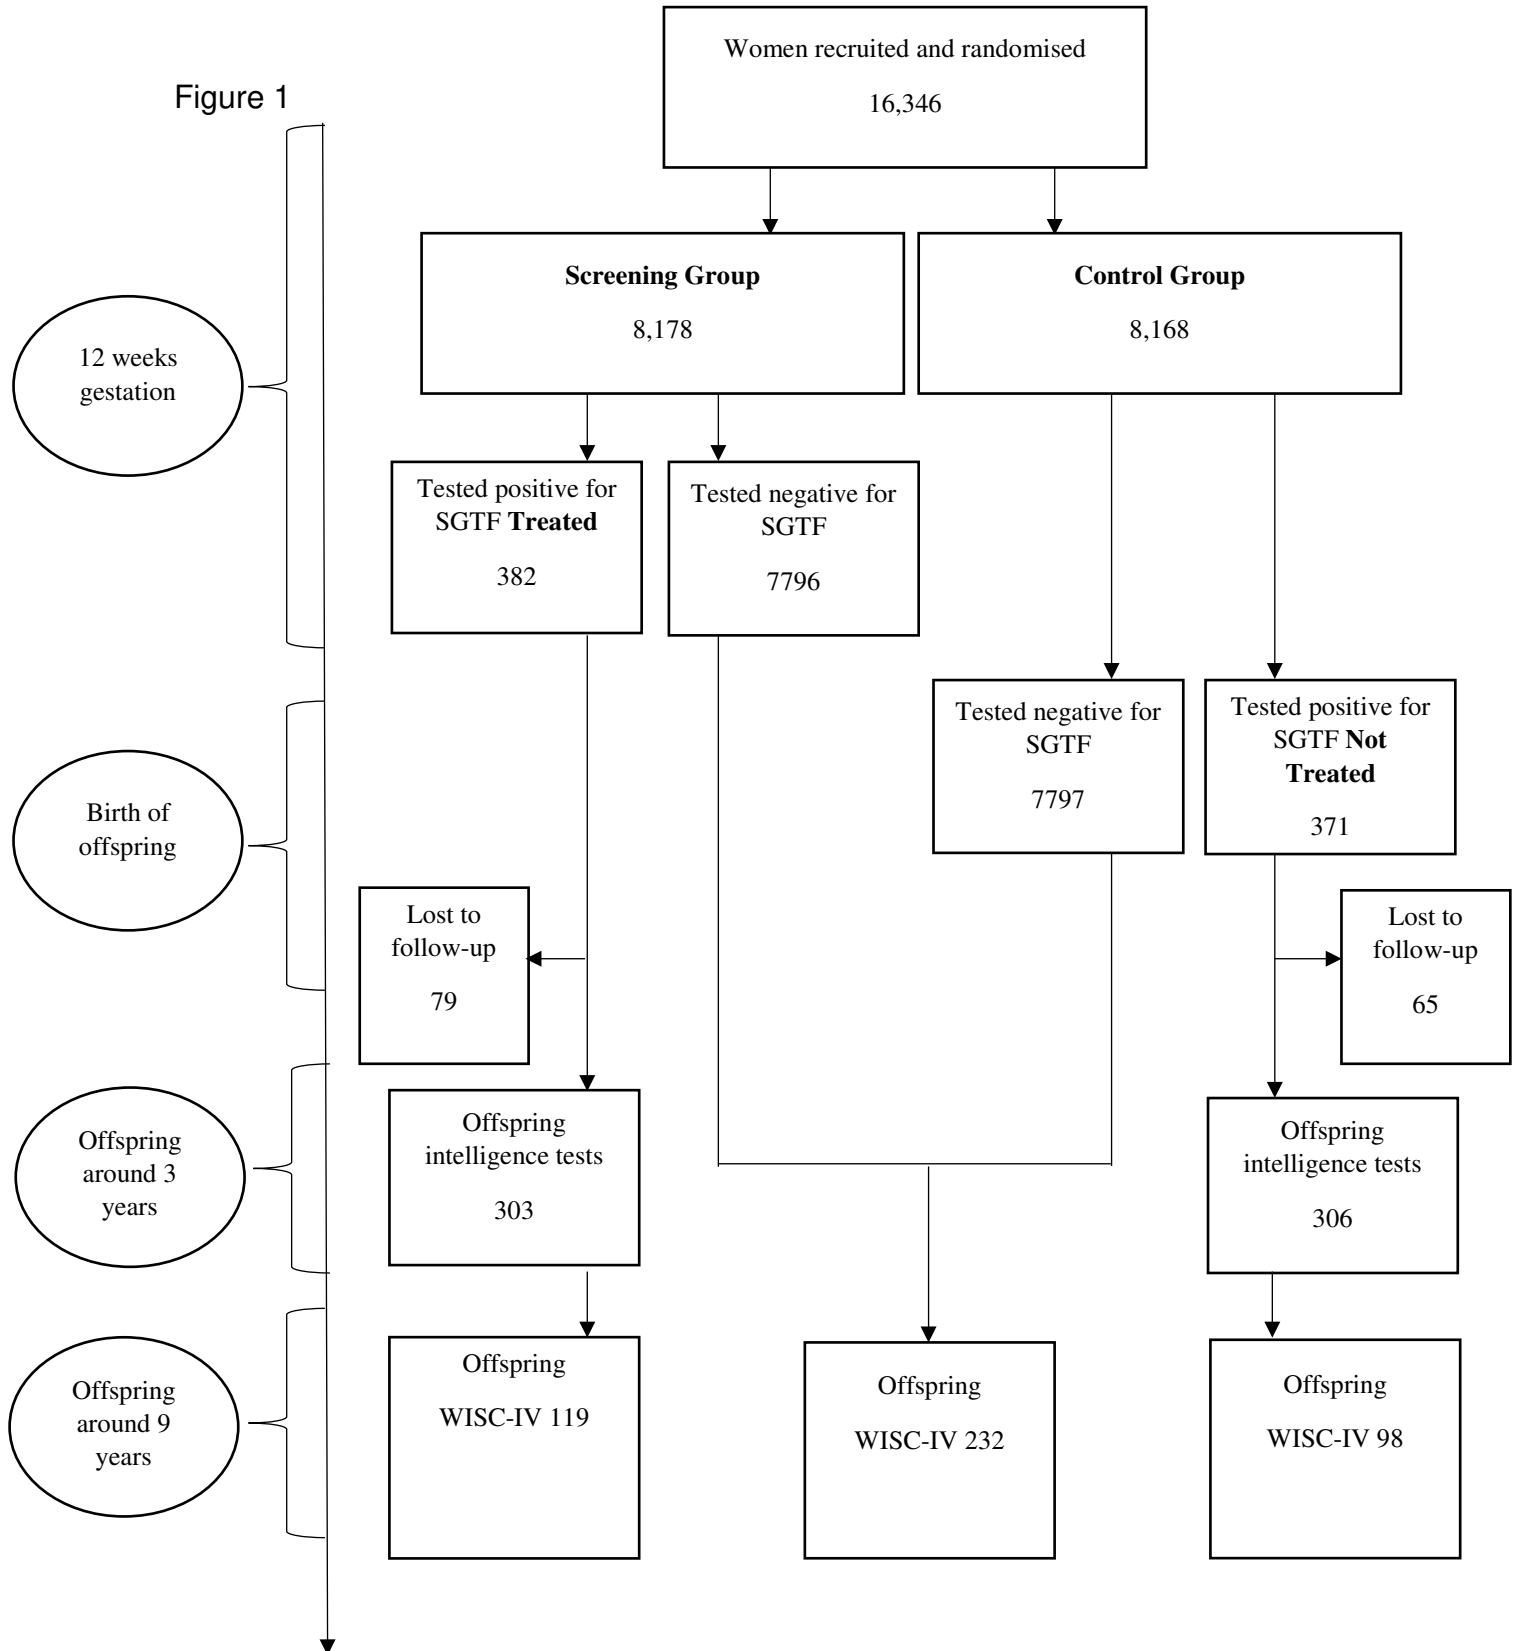 Figure 1
Women recruited and randomised
16,346
Screening Group
8,178
Control Group
8,168
12 weeks
gestation
Tested positive for
SGTF Treated
382
Tested negative for
SGTF
7796
Tested negative for
SGTF
7797
Tested positive for
SGTF Not
Treated
371
Birth of
offspring
Lost to
follow-up
79
Lost to
follow-up
65
Offspring
around 3
years
Offspring
intelligence tests
303
Offspring
intelligence tests
306
Offspring
around 9
years
Offspring
WISC-IV 119
Offspring
WISC-IV 232
Offspring
WISC-IV 98